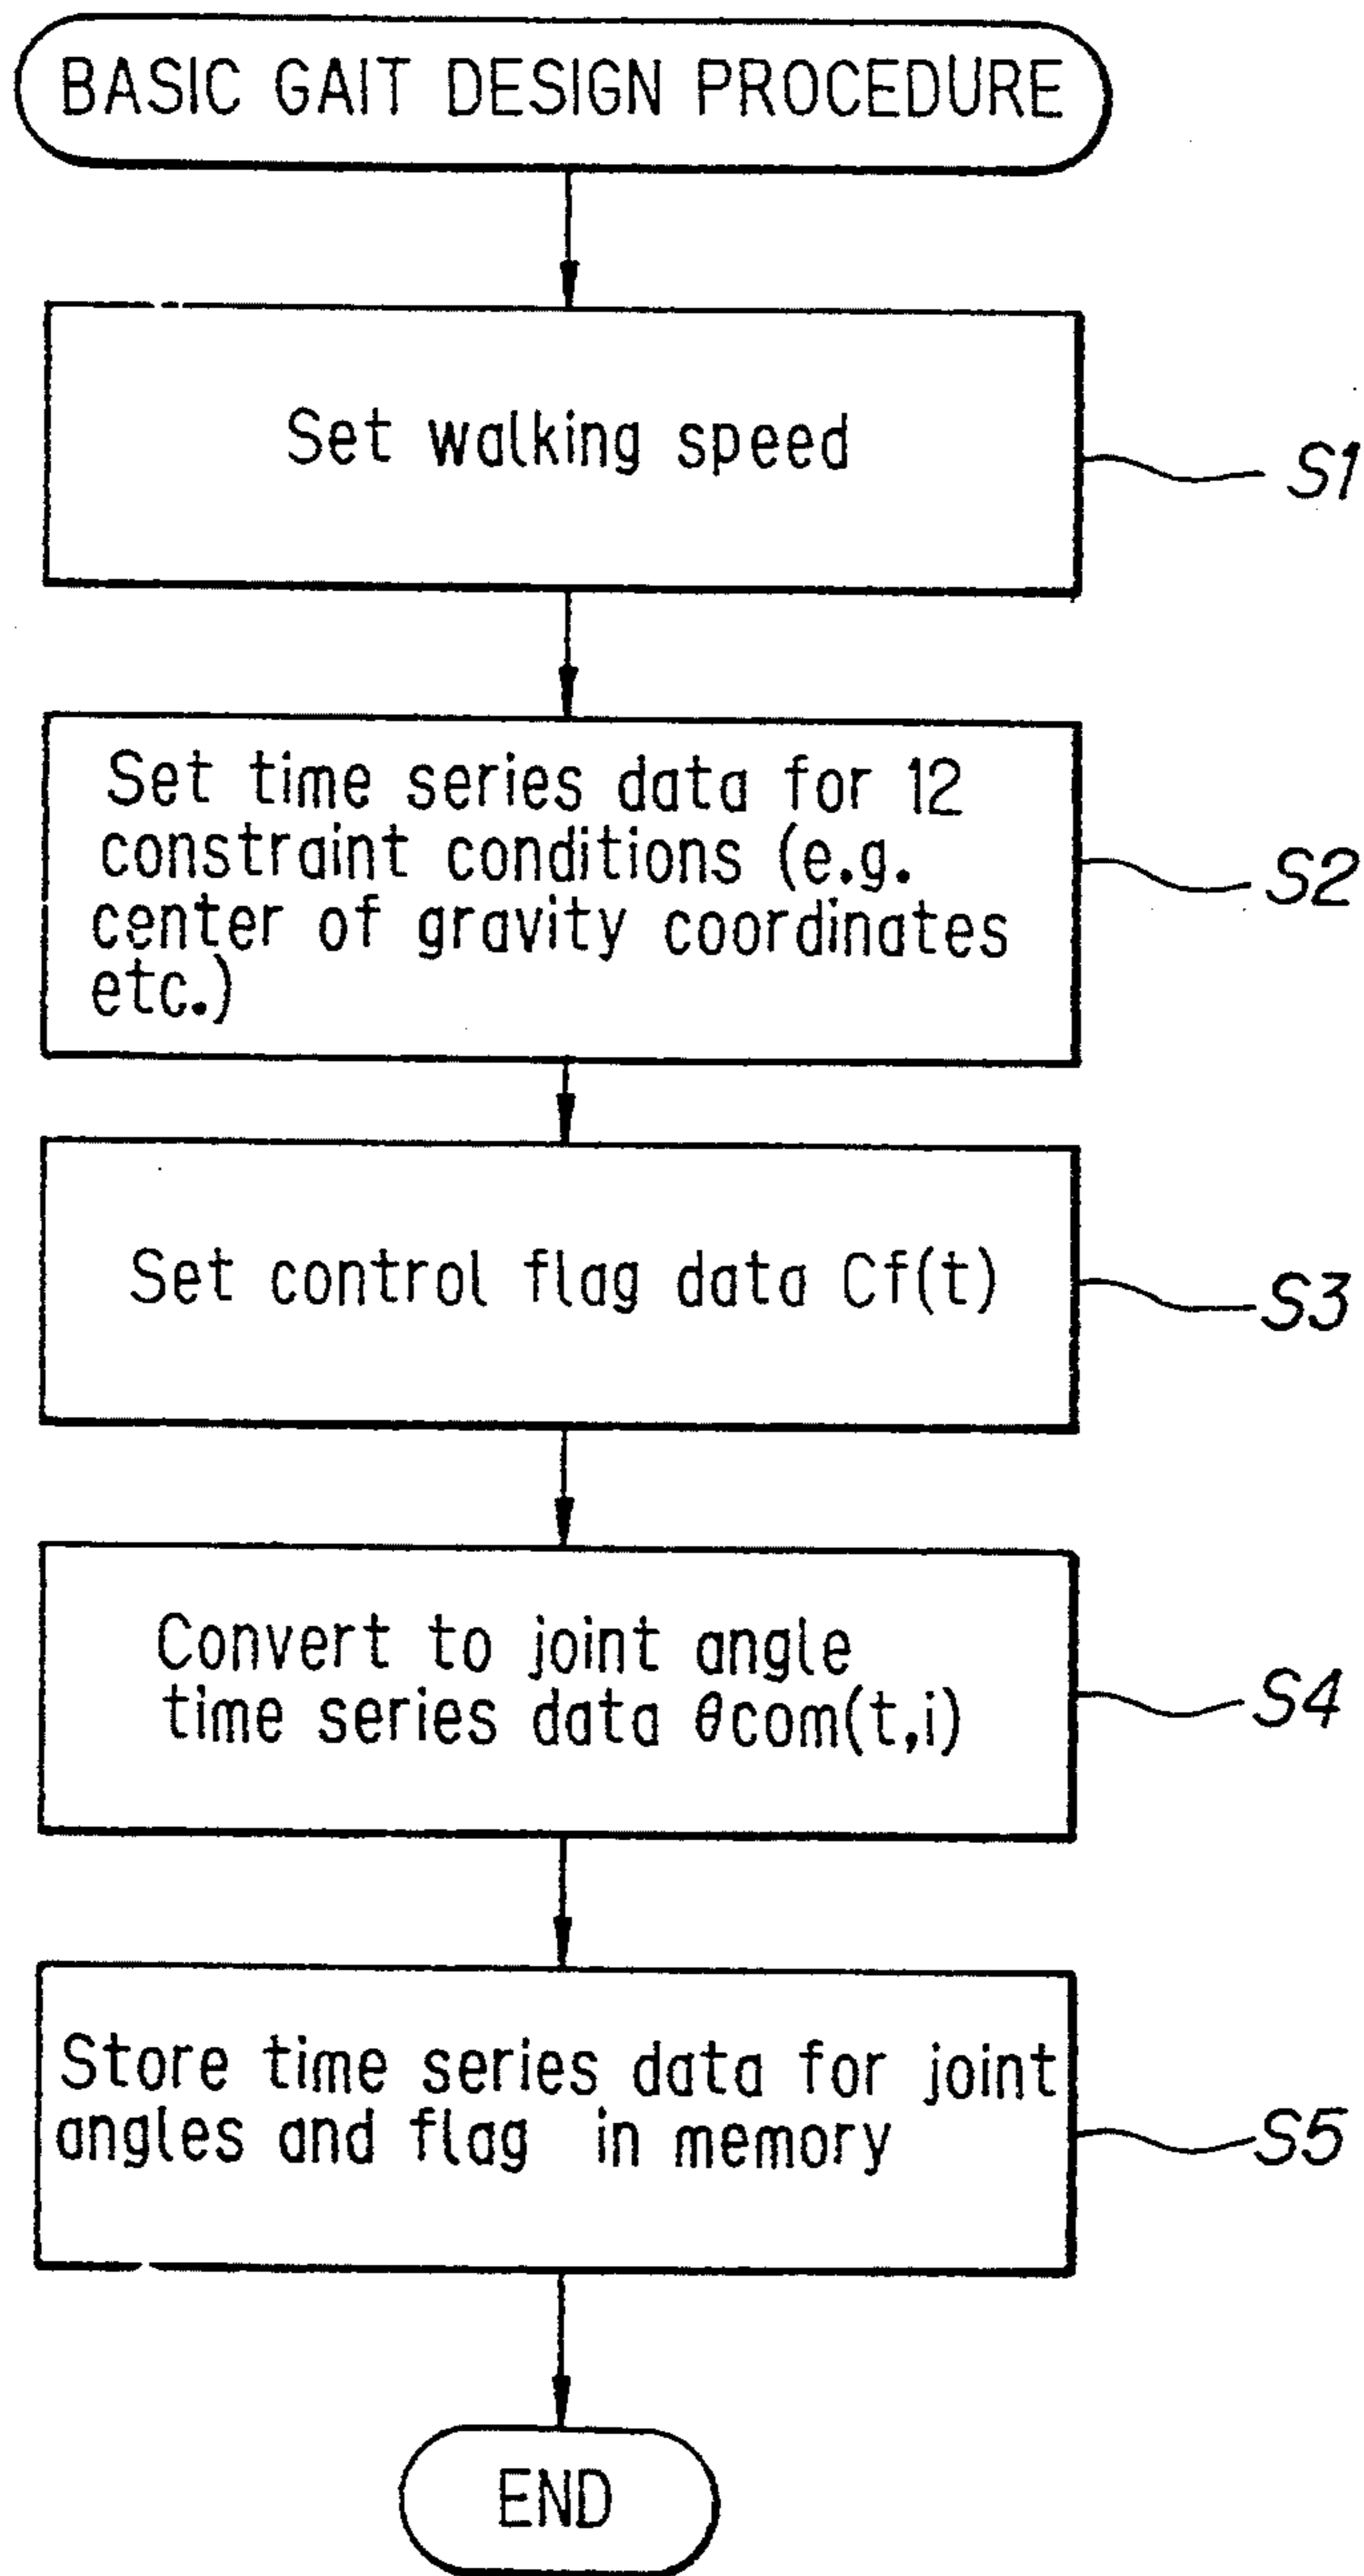 BASIC GAIT DESIGN PROCEDURE
Set walking speed
S1
Set time series data for 12
constraint conditions (e.g.
center of gravity coordinates
etc.)
S2
Set control flag data Cf(t)
S3
Convert to joint angle
time series data θcom(t,i)
S4
Store time series data for joint
angles and flag in memory
S5
END